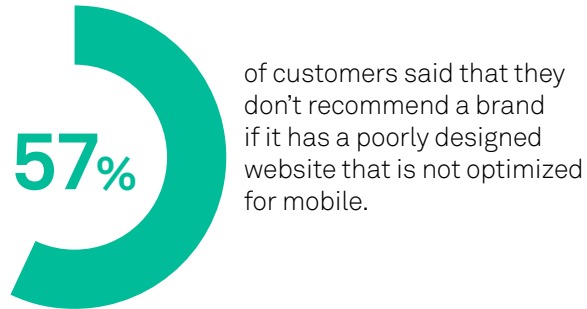 57%
of customers said that they
don’t recommend a brand
if it has a poorly designed
website that is not optimized
for mobile.